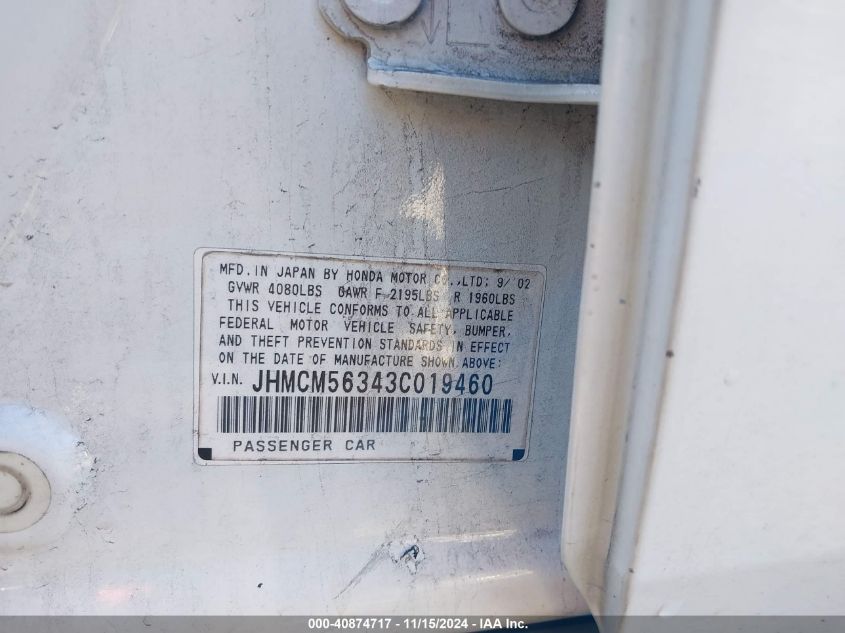 MFD. IN JAPAN BY HONDA MOTOR CO.,LTD: 9/'02
GVWR 4080LBS GAWR F 2195LBS R 1960LBS
THIS VEHICLE CONFORMS TO ALL APPLICABLE
FEDERAL MOTOR VEHICLE SAFETY, BUMPER,
AND THEFT PREVENTION STANDARDS IN EFFECT
ON THE DATE OF MANUFACTURE SHOWN ABOVE:
V.I.N. JHMCM56343C019460
PASSENGER CAR
000-40874717 - 11/15/2024 - IAA Inc.